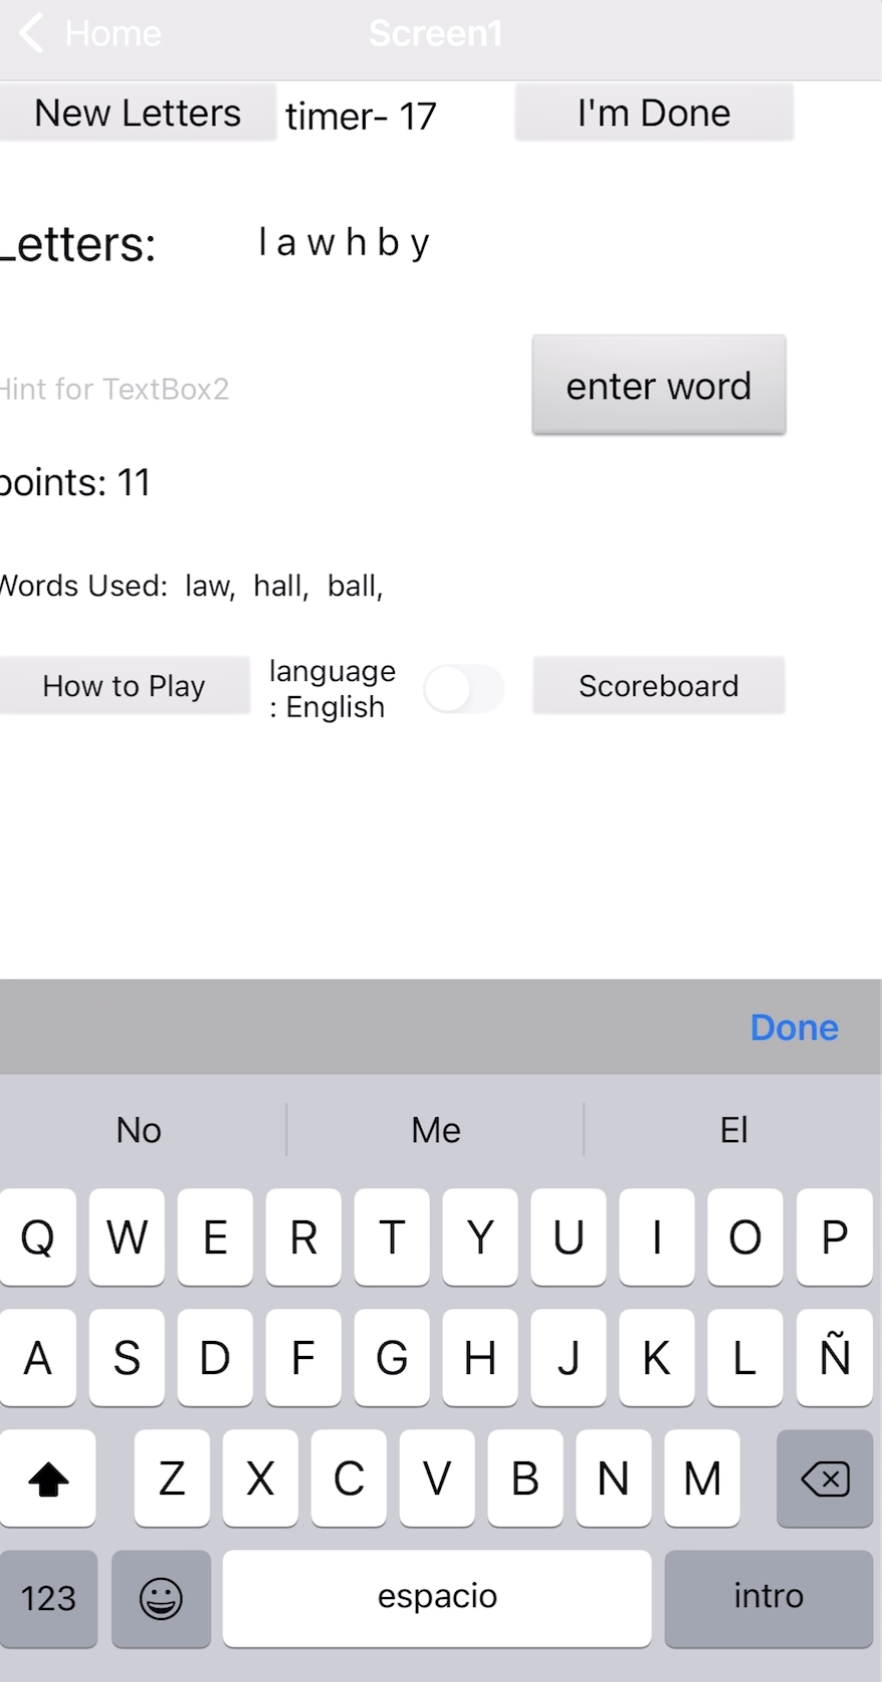 Home Screen1
New Letters timer- 17 I'm Done
Letters: l a w h b y
Hint for TextBox2 enter word
points: 11
Words Used: law, hall, ball,
How to Play language : English Scoreboard
Done
No Me El
Q W E R T Y U I O P
A S D F G H J K L Ñ
Z X C V B N M
123 espacio intro